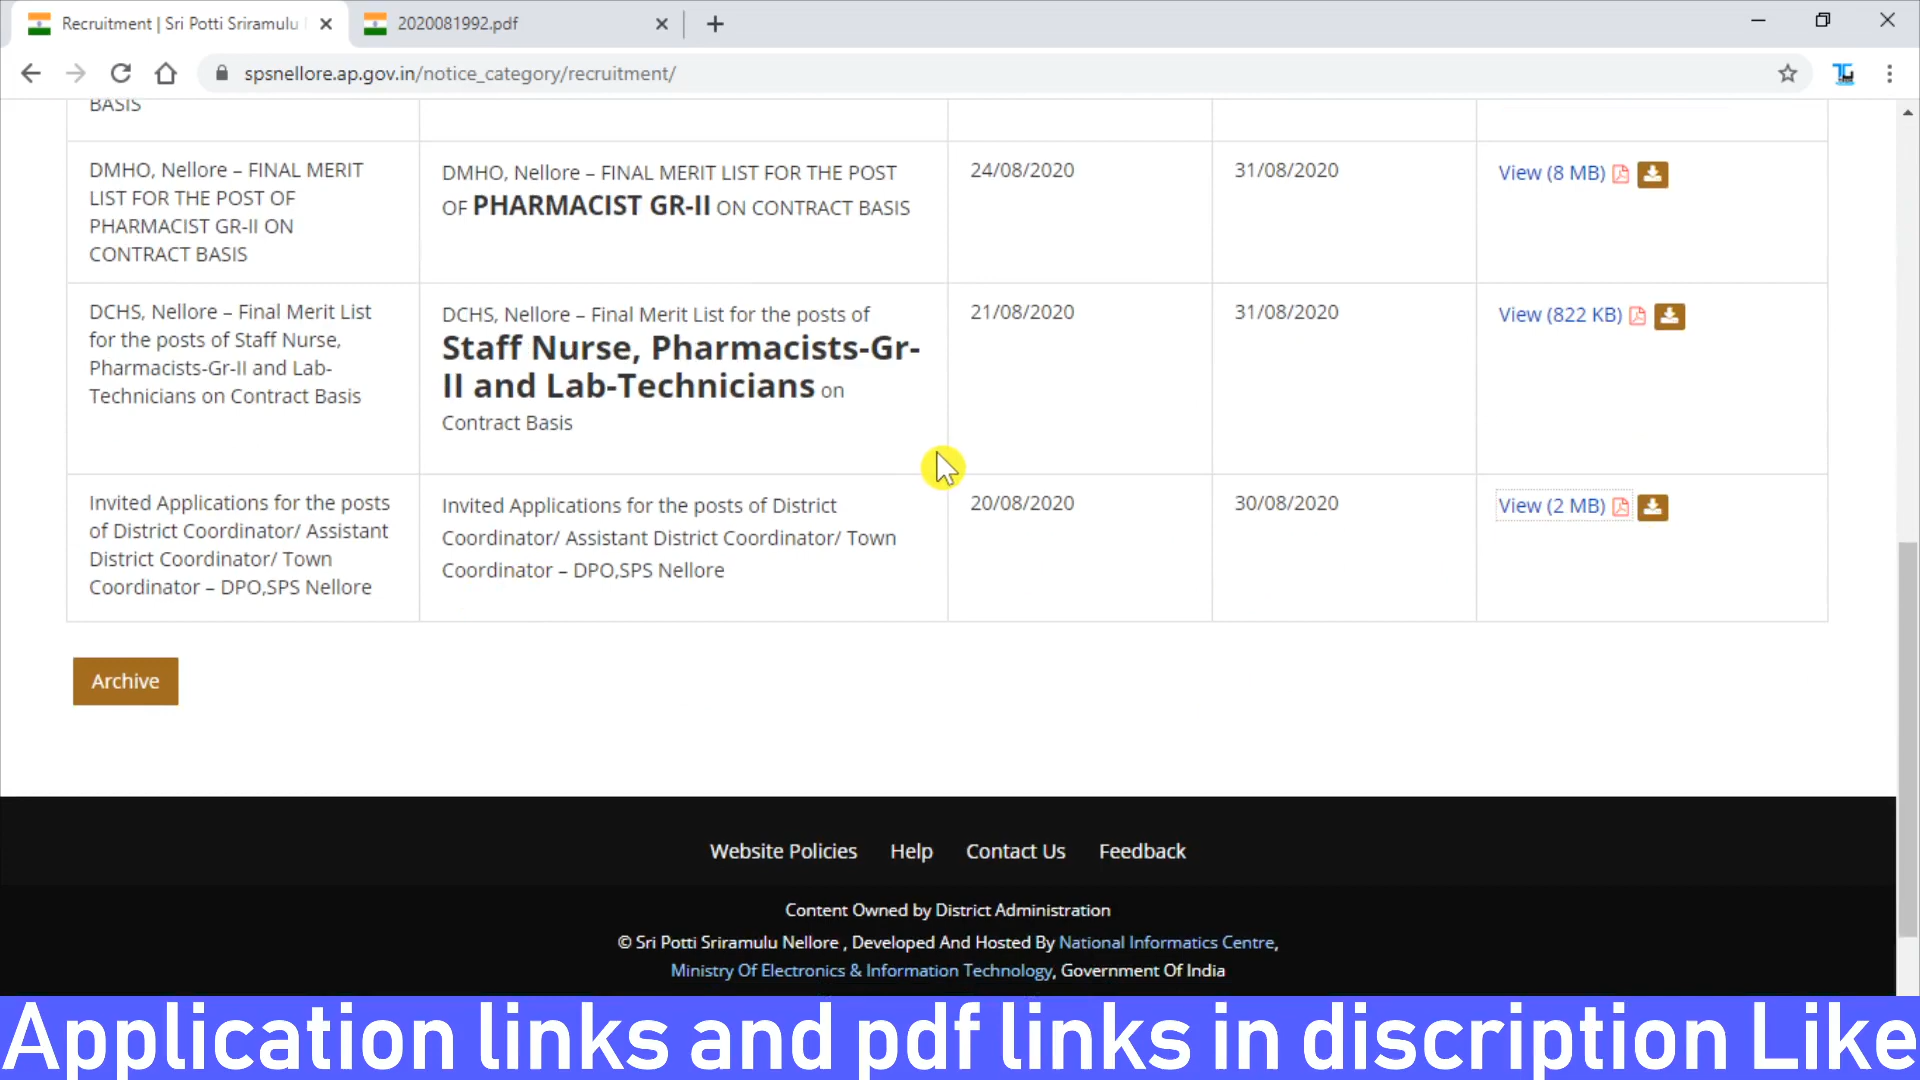 Recruitment | Sri Potti Sriramulu
2020081992.pdf
spsnellore.ap.gov.in/notice_category/recruitment/
BASIS
DMHO, Nellore – FINAL MERIT
LIST FOR THE POST OF
PHARMACIST GR-II ON
CONTRACT BASIS
DMHO, Nellore – FINAL MERIT LIST FOR THE POST
OF PHARMACIST GR-II ON CONTRACT BASIS
24/08/2020
31/08/2020
View (8 MB)
DCHS, Nellore – Final Merit List
for the posts of Staff Nurse,
Pharmacists-Gr-II and Lab-
Technicians on Contract Basis
DCHS, Nellore – Final Merit List for the posts of
Staff Nurse, Pharmacists-Gr-
II and Lab-Technicians on
Contract Basis
21/08/2020
31/08/2020
View (822 KB)
Invited Applications for the posts
of District Coordinator/ Assistant
District Coordinator/ Town
Coordinator – DPO,SPS Nellore
Invited Applications for the posts of District
Coordinator/ Assistant District Coordinator/ Town
Coordinator – DPO,SPS Nellore
20/08/2020
30/08/2020
View (2 MB)
Archive
Website Policies Help Contact Us Feedback
Content Owned by District Administration
© Sri Potti Sriramulu Nellore , Developed And Hosted By National Informatics Centre,
Ministry Of Electronics & Information Technology, Government Of India
Application links and pdf links in discription Like